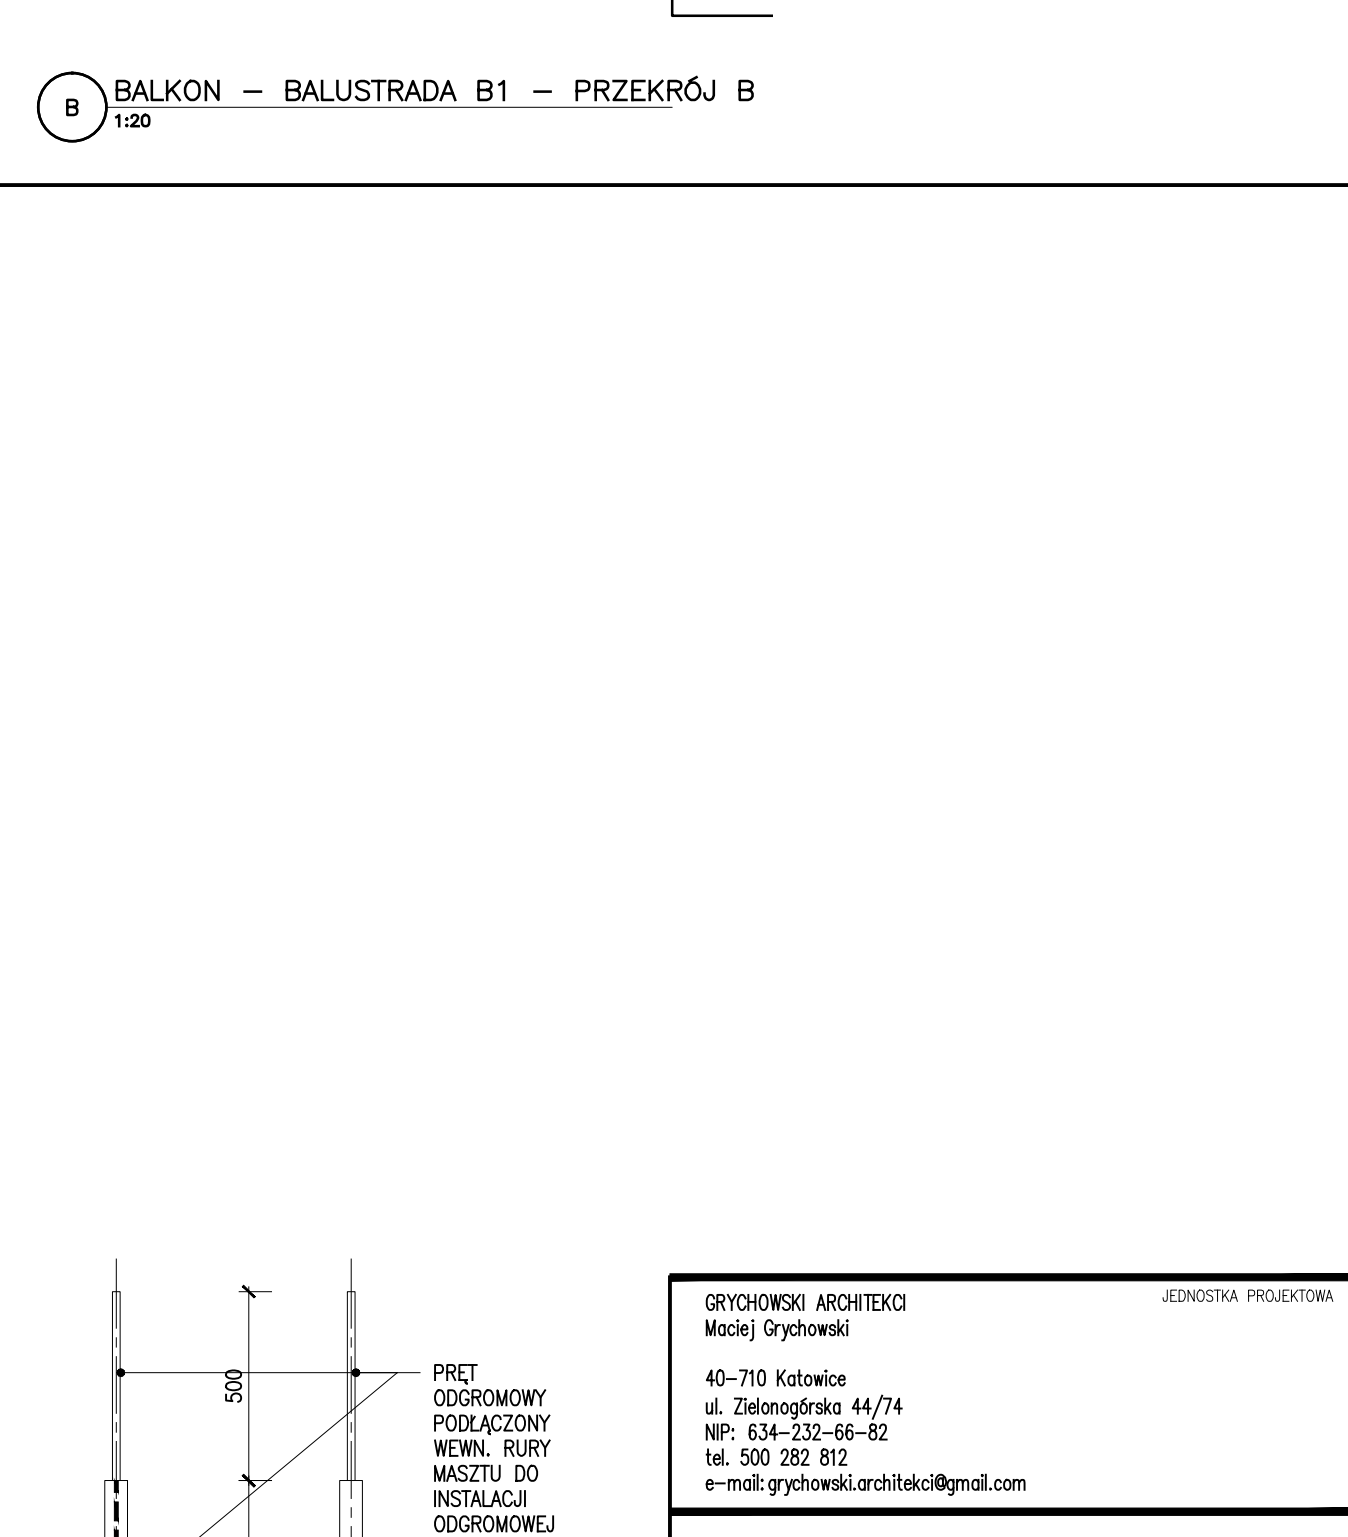 B
BALKON – BALUSTRADA B1 – PRZEKRÓJ B
1:20
500
PRĘT
ODGROMOWY
PODŁĄCZONY
WEWN. RURY
MASZTU DO
INSTALACJI
ODGROMOWEJ
JEDNOSTKA PROJEKTOWA
GRYCHOWSKI ARCHITEKCI
Maciej Grychowski
40–710 Katowice
ul. Zielonogórska 44/74
NIP: 634–232–66–82
tel. 500 282 812
e–mail: grychowski.architekci@gmail.com